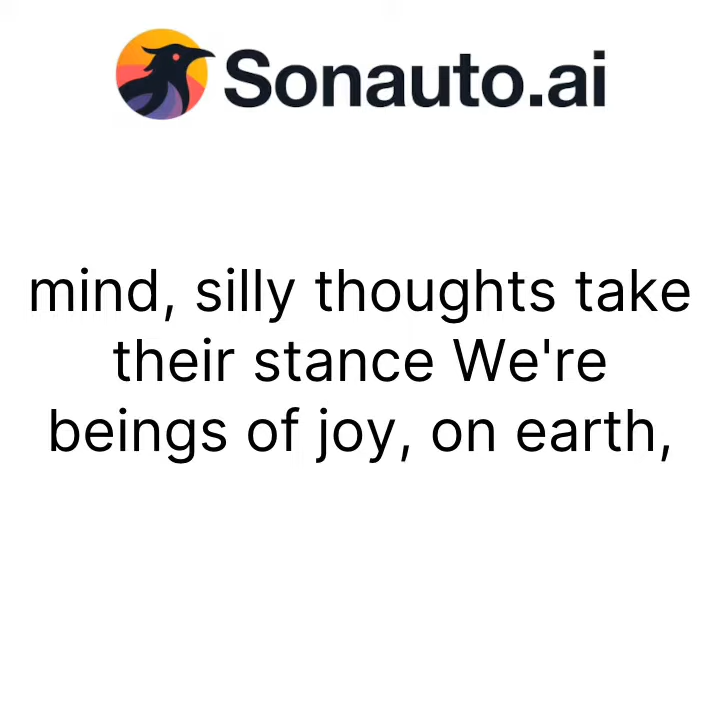 Sonauto.ai
mind, silly thoughts take
their stance We're
beings of joy, on earth,